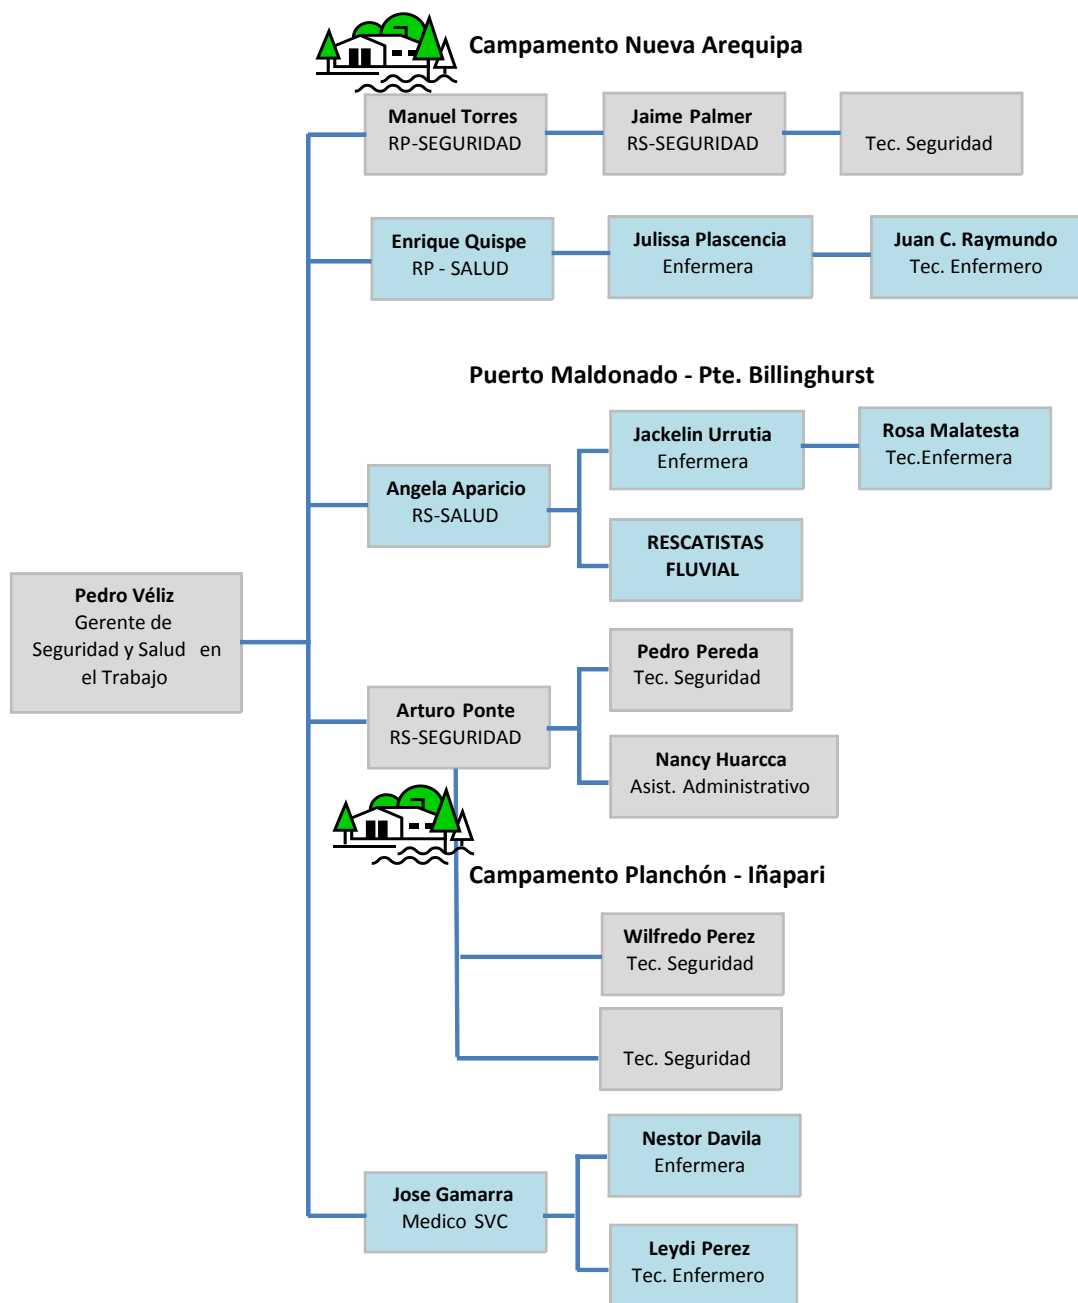 Campamento Nueva Arequipa
Manuel Torres
RP-SEGURIDAD
Jaime Palmer
RS-SEGURIDAD
Tec. Seguridad
Enrique Quispe
RP - SALUD
Julissa Plascencia
Enfermera
Juan C. Raymundo
Tec. Enfermero
Puerto Maldonado - Pte. Billinghurst
Jackelin Urrutia
Enfermera
Rosa Malatesta
Tec.Enfermera
Angela Aparicio
RS-SALUD
RESCATISTAS
FLUVIAL
Pedro Véliz
Gerente de
Seguridad y Salud en
el Trabajo
Pedro Pereda
Tec. Seguridad
Arturo Ponte
RS-SEGURIDAD
Nancy Huarcca
Asist. Administrativo
Campamento Planchón - Iñapari
Wilfredo Perez
Tec. Seguridad
Tec. Seguridad
Nestor Davila
Enfermera
Jose Gamarra
Medico SVC
Leydi Perez
Tec. Enfermero